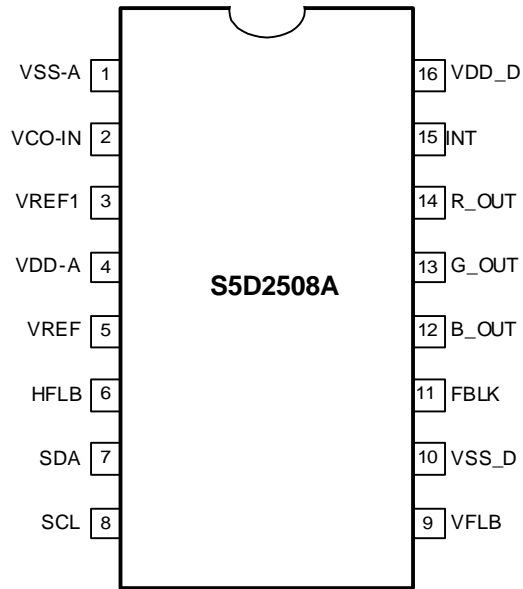 VSS-A 1 16 VDD_D
VCO-IN 2 15 INT
VREF1 3 14 R_OUT
VDD-A 4 13 G_OUT
S5D2508A
VREF 5 12 B_OUT
HFLB 6 11 FBLK
SDA 7 10 VSS_D
SCL 8 9 VFLB